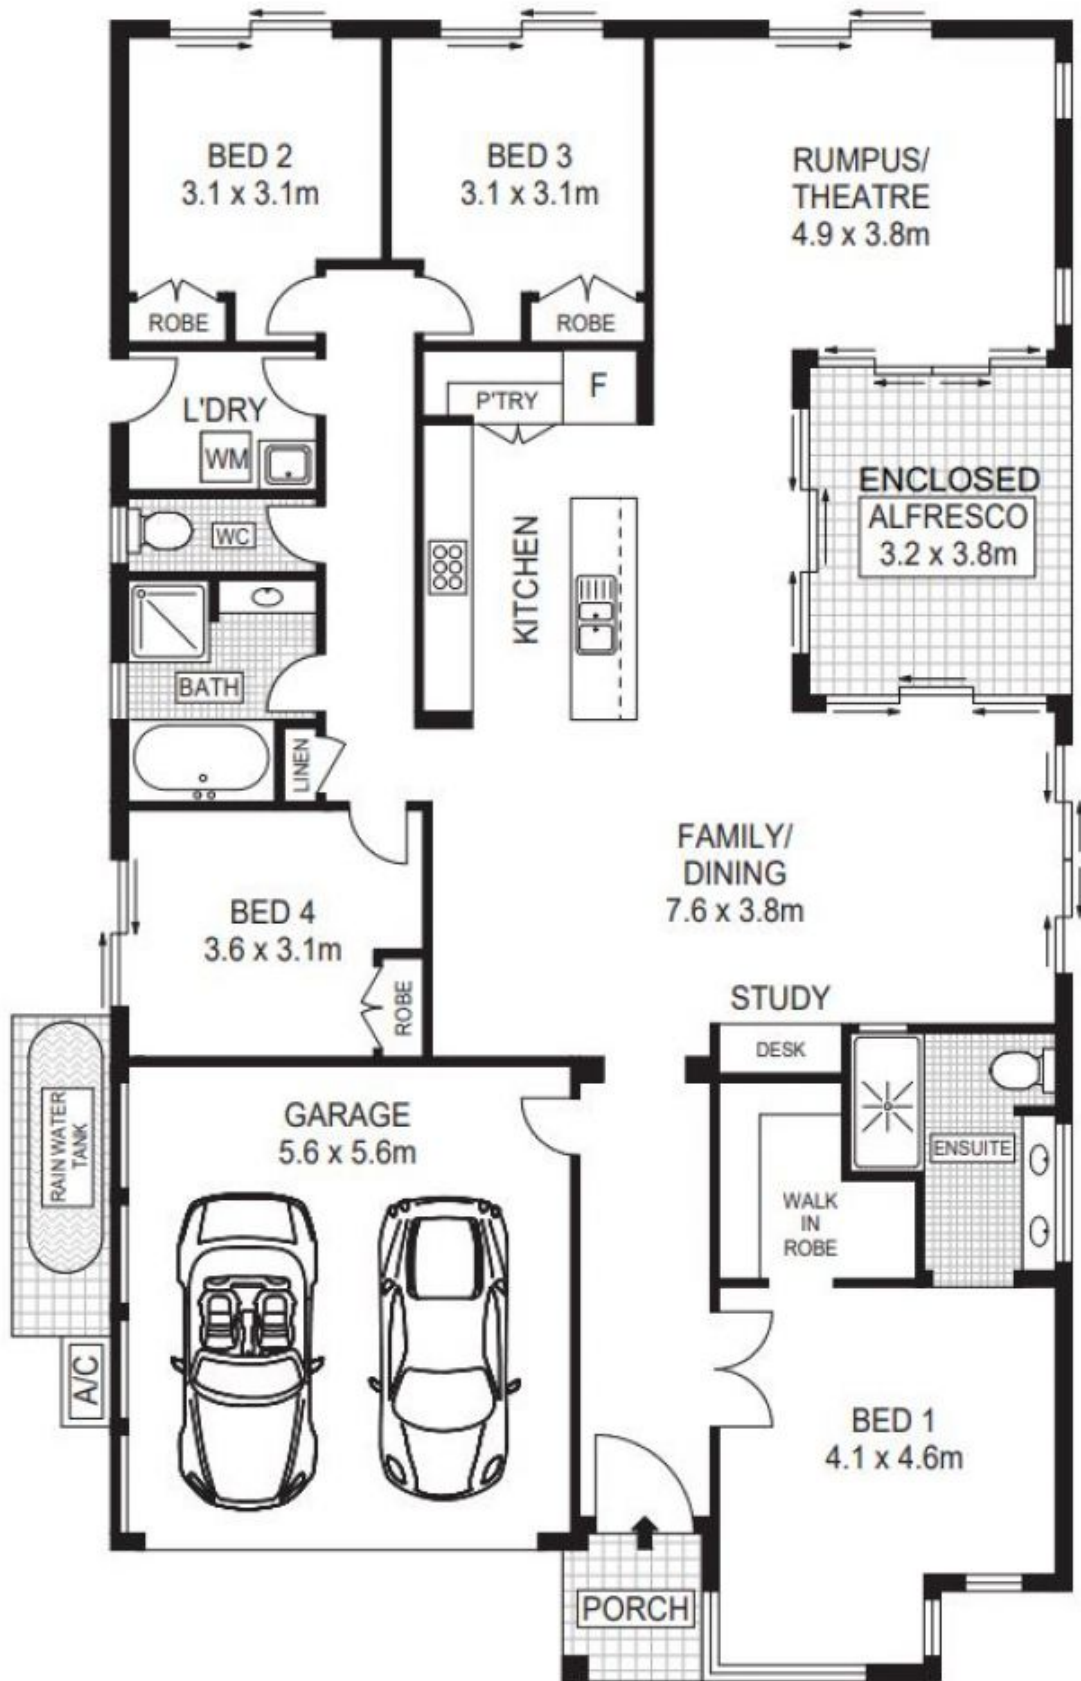 BED 2
3.1 x 3.1m
BED 3
3.1 x 3.1m
RUMPUS/
THEATRE
4.9 x 3.8m
ROBE
ROBE
L'DRY
WM
P'TRY
F
WC
KITCHEN
ENCLOSED
ALFRESCO
3.2 x 3.8m
BATH
LINEN
FAMILY/
DINING
7.6 x 3.8m
BED 4
3.6 x 3.1m
ROBE
STUDY
DESK
RAIN WATER
TANK
GARAGE
5.6 x 5.6m
ENSUITE
WALK
IN
ROBE
A/C
BED 1
4.1 x 4.6m
PORCH